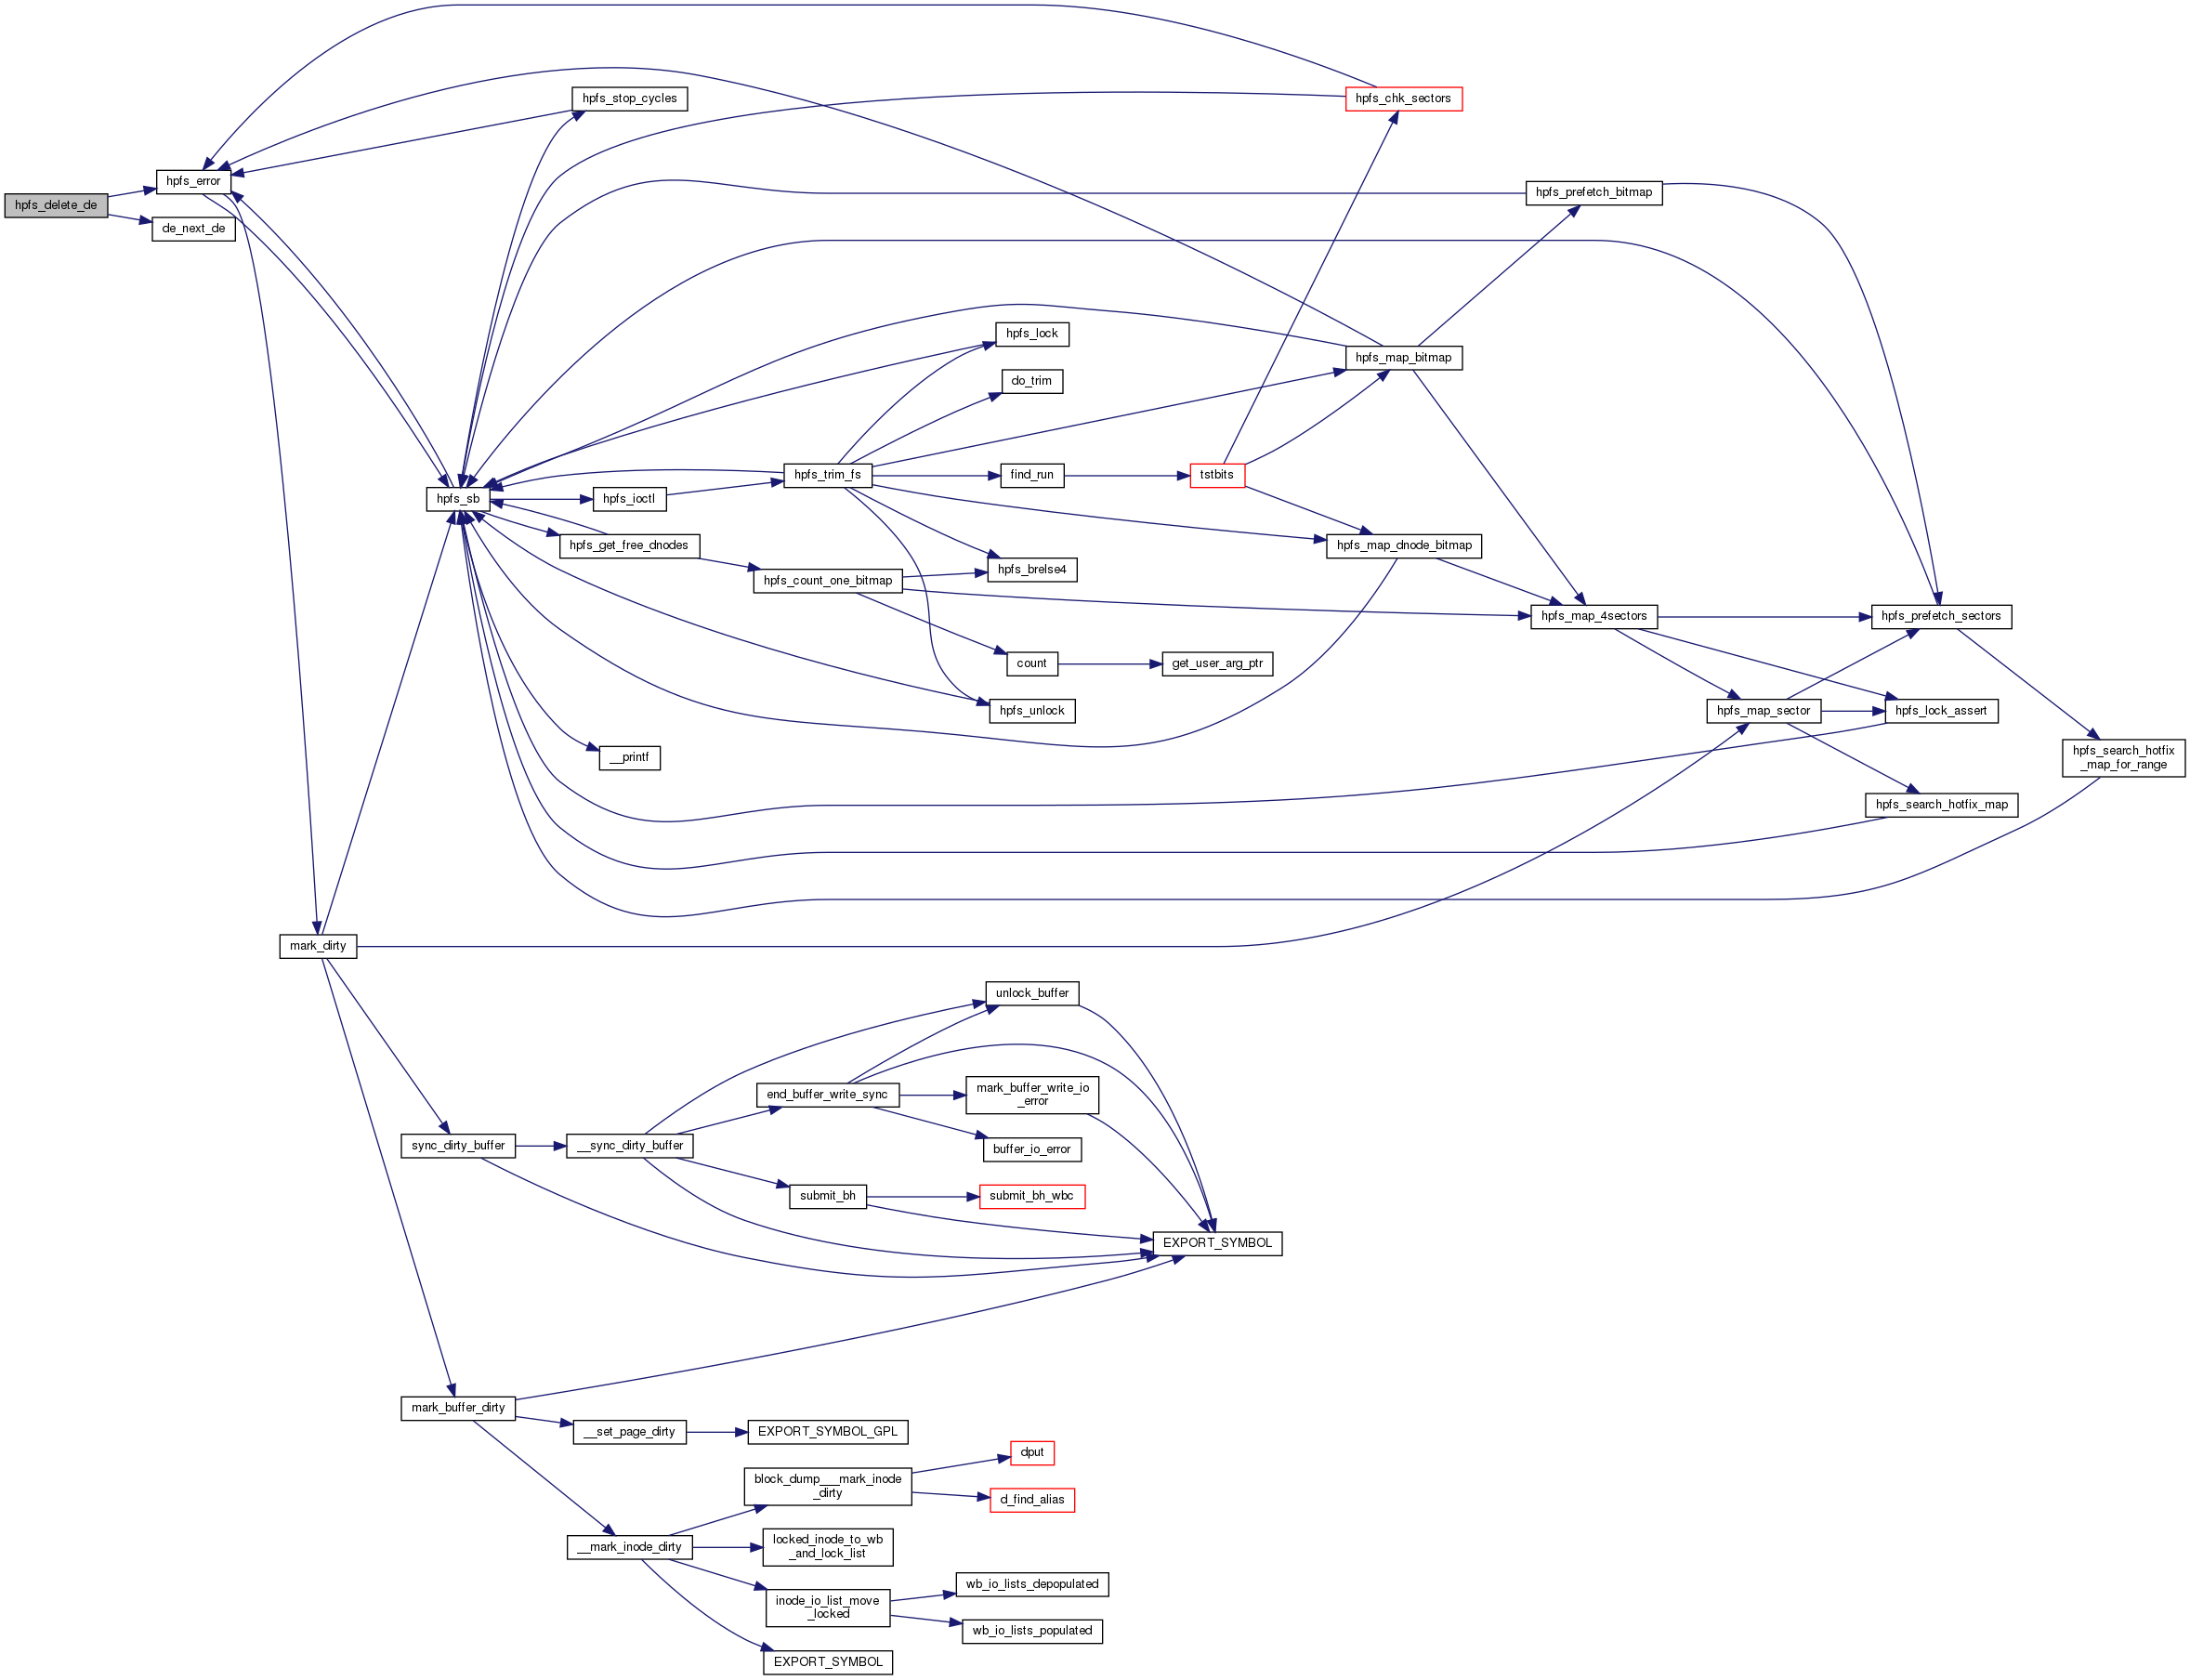 hpfs_stop_cycles
hpfs_chk_sectors
hpfs_error
hpfs_prefetch_bitmap
hpfs_delete_de
de_next_de
hpfs_lock
hpfs_map_bitmap
do_trim
hpfs_trim_fs
find_run
tstbits
hpfs_sb
hpfs_ioctl
hpfs_get_free_dnodes
hpfs_map_dnode_bitmap
hpfs_brelse4
hpfs_count_one_bitmap
hpfs_map_4sectors
hpfs_prefetch_sectors
count
get_user_arg_ptr
hpfs_unlock
hpfs_map_sector
hpfs_lock_assert
__printf
hpfs_search_hotfix
_map_for_range
hpfs_search_hotfix_map
mark_dirty
unlock_buffer
end_buffer_write_sync
mark_buffer_write_io
_error
sync_dirty_buffer
__sync_dirty_buffer
buffer_io_error
submit_bh
submit_bh_wbc
EXPORT_SYMBOL
mark_buffer_dirty
__set_page_dirty
EXPORT_SYMBOL_GPL
dput
block_dump___mark_inode
_dirty
d_find_alias
__mark_inode_dirty
locked_inode_to_wb
_and_lock_list
wb_io_lists_depopulated
inode_io_list_move
_locked
wb_io_lists_populated
EXPORT_SYMBOL